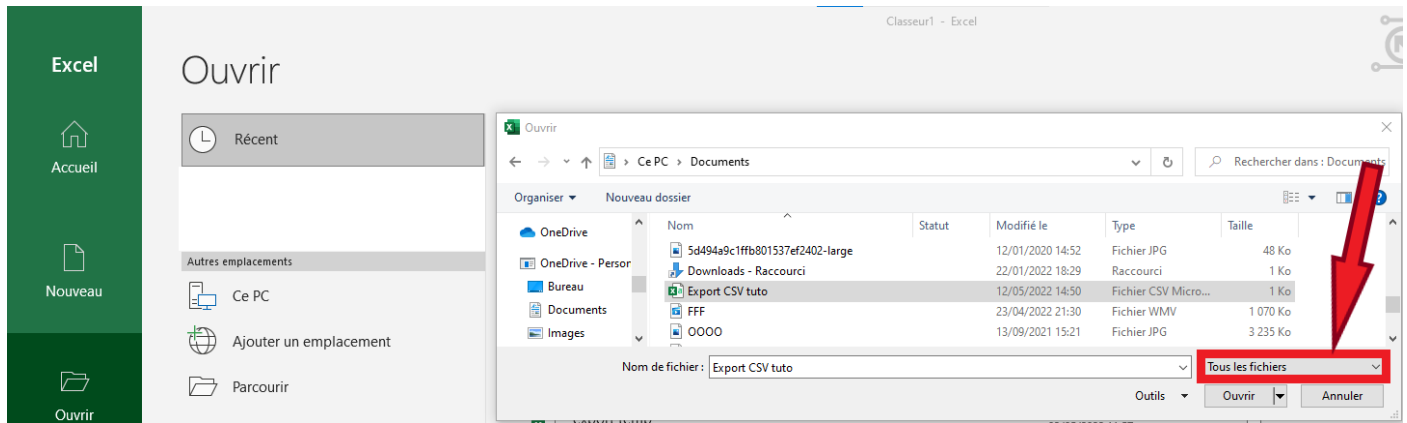 Classeur1 - Excel
Excel
Accueil
Nouveau
Ouvrir
Ouvrir
Récent
Autres emplacements
Ce PC
Ajouter un emplacement
Parcourir
Ouvrir
Ce PC > Documents
Rechercher dans : Documents
Organiser Nouveau dossier
OneDrive
OneDrive - Person
Bureau
Documents
Images
Nom Statut Modifié le Type Taille
5d494a9c1ffb801537ef2402-large 12/01/2020 14:52 Fichier JPG 48 Ko
Downloads - Raccourci 22/01/2022 18:29 Raccourci 1 Ko
Export CSV tuto 12/05/2022 14:50 Fichier CSV Micro... 1 Ko
FFF 23/04/2022 21:30 Fichier WMV 1 070 Ko
OOOO 13/09/2021 15:21 Fichier JPG 3 235 Ko
Nom de fichier : Export CSV tuto Tous les fichiers
Outils Ouvrir Annuler